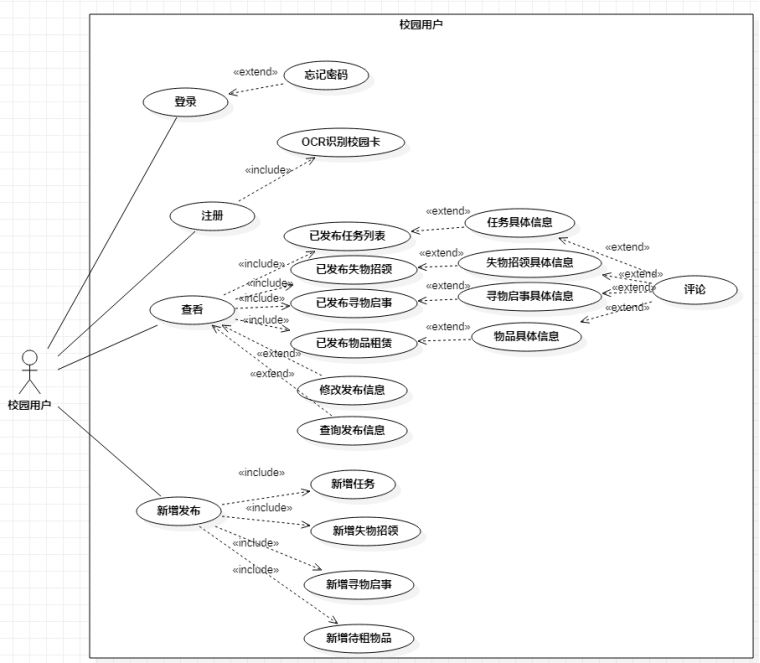 校园用户
«extend»
忘记密码
登录
OCR识别校园卡
«include»
注册
«extend»
任务具体信息
已发布任务列表
«extend»
«include»
已发布失物招领
«extend»
失物招领具体信息
«extend»
«include»
查看
«include»
已发布寻物启事
«extend»
寻物启事具体信息
«extend»
评论
«include»
已发布物品租赁
«extend»
物品具体信息
«extend»
«extend»
«extend»
修改发布信息
查询发布信息
校园用户
«include»
新增任务
新增发布
«include»
新增失物招领
«include»
«include»
新增寻物启事
新增待租物品